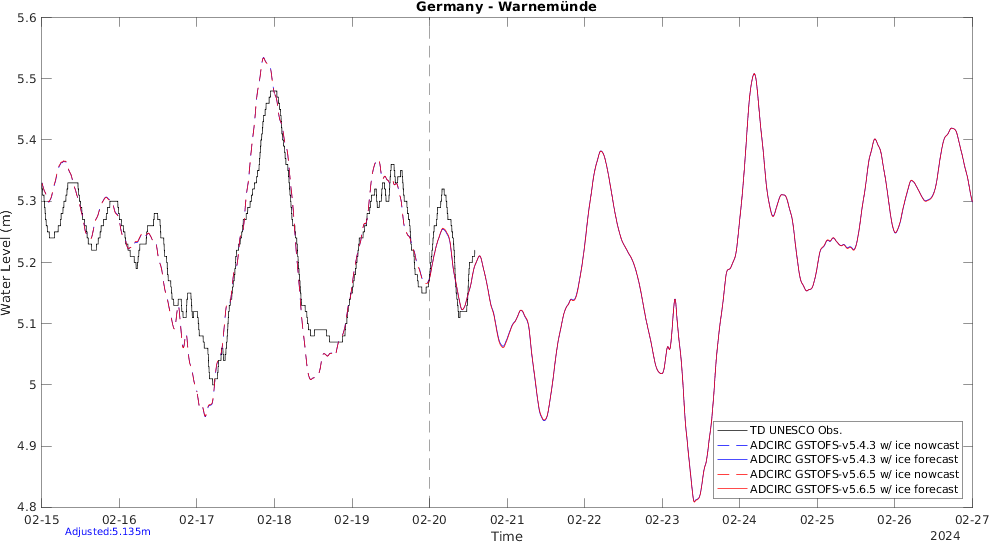 Germany - Warnemünde
5.6
5.5
5.4
5.3
5.2
5.1
5
4.9
4.8
Water Level (m)
TD UNESCO Obs.
ADCIRC GSTOFS-v5.4.3 w/ ice nowcast
ADCIRC GSTOFS-v5.4.3 w/ ice forecast
ADCIRC GSTOFS-v5.6.5 w/ ice nowcast
ADCIRC GSTOFS-v5.6.5 w/ ice forecast
02-15 02-16 02-17 02-18 02-19 02-20 02-21 02-22 02-23 02-24 02-25 02-26 02-27
Adjusted:5.135m
Time
2024